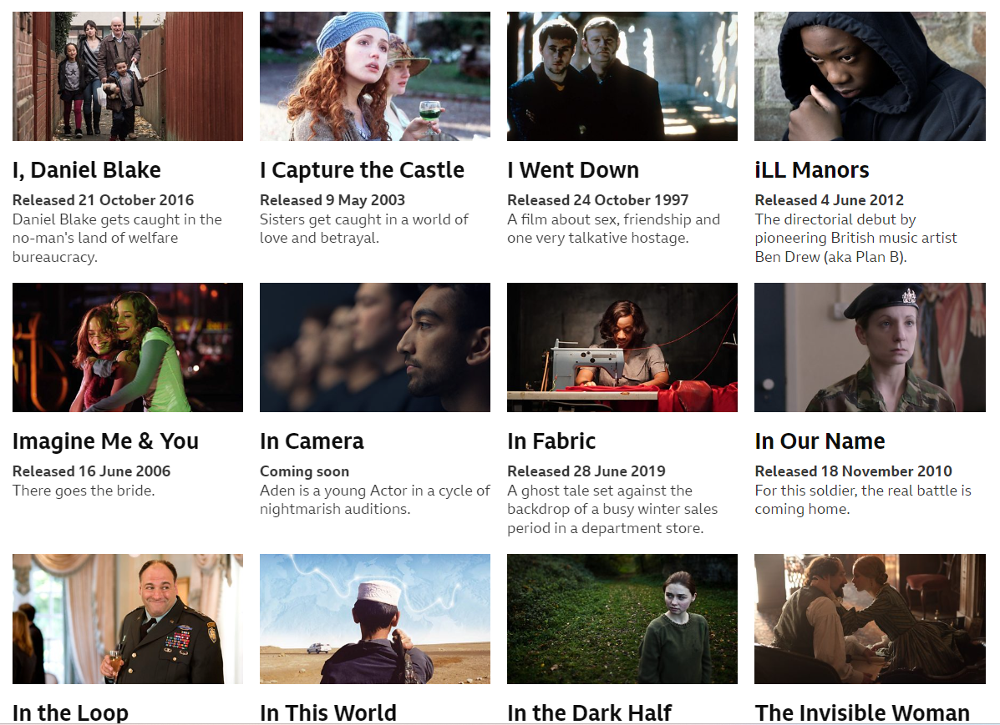 I, Daniel Blake
Released 21 October 2016
Daniel Blake gets caught in the
no-man's land of welfare
bureaucracy.
I Capture the Castle
Released 9 May 2003
Sisters get caught in a world of
love and betrayal.
I Went Down
Released 24 October 1997
A film about sex, friendship and
one very talkative hostage.
iLL Manors
Released 4 June 2012
The directorial debut by
pioneering British music artist
Ben Drew (aka Plan B).
Imagine Me & You
Released 16 June 2006
There goes the bride.
In Camera
Coming soon
Aden is a young Actor in a cycle of
nightmarish auditions.
In Fabric
Released 28 June 2019
A ghost tale set against the
backdrop of a busy winter sales
period in a department store.
In Our Name
Released 18 November 2010
For this soldier, the real battle is
coming home.
In the Loop
In This World
In the Dark Half
The Invisible Woman